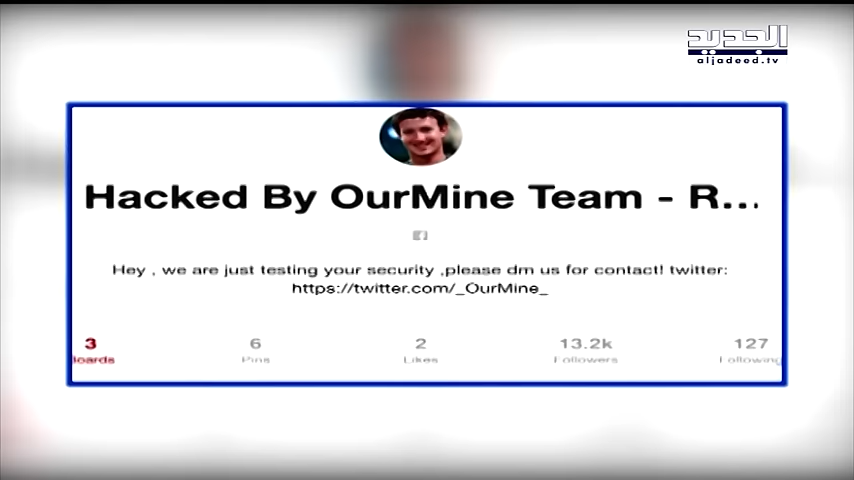 الجديد
aljadeed.tv
Hacked By OurMine Team - R...
Hey , we are just testing your security ,please dm us for contact! twitter:
https://twitter.com/_OurMine_
3 6 2 13.2k 127
Boards Pins Likes Followers Following